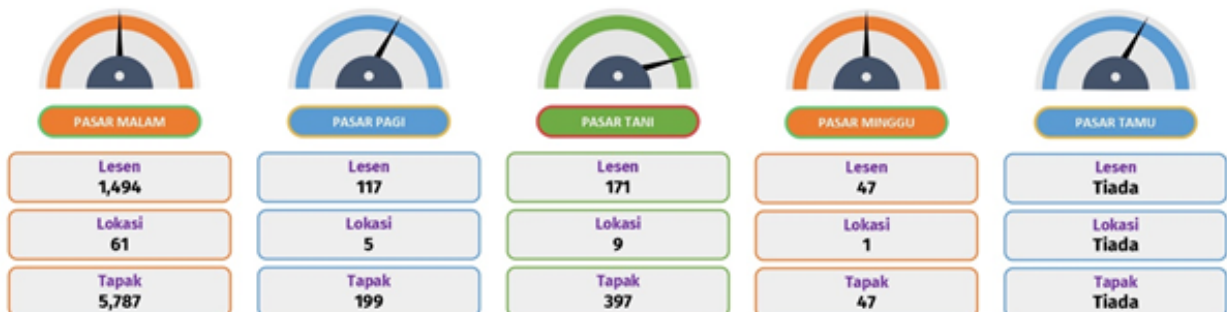 PASAR MALAM
PASAR PAGI
PASAR TANI
PASAR MINGGU
PASAR TAMU
Lesen
1,494
Lesen
117
Lesen
171
Lesen
47
Lesen
Tiada
Lokasi
61
Lokasi
5
Lokasi
9
Lokasi
1
Lokasi
Tiada
Tapak
5,787
Tapak
199
Tapak
397
Tapak
47
Tapak
Tiada